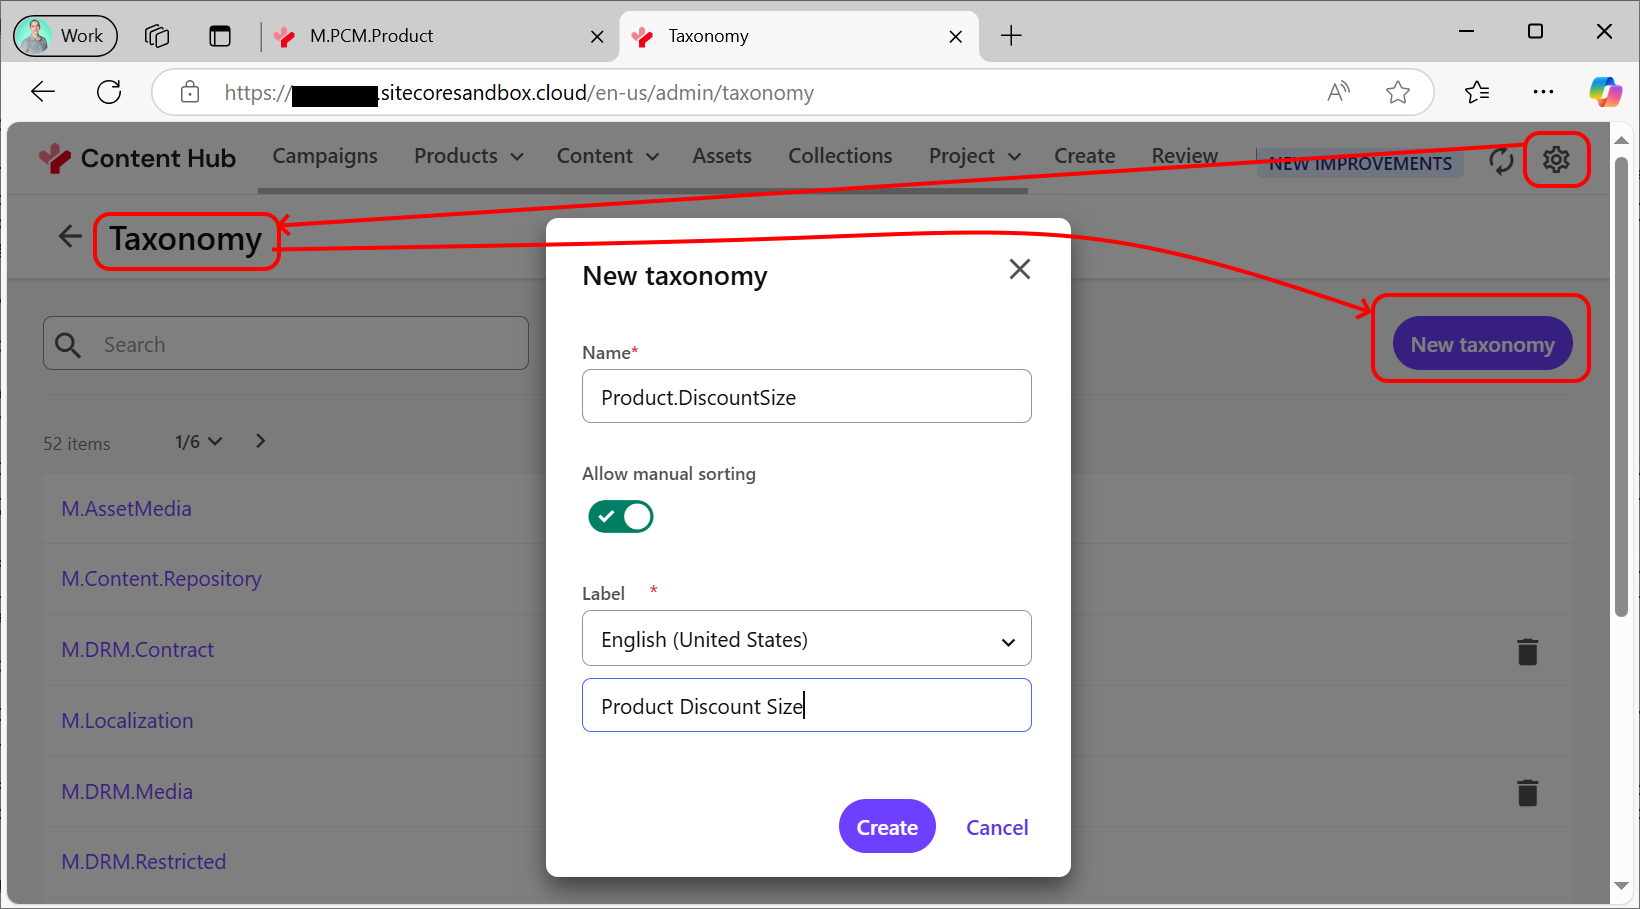 Work
M.PCM.Product
Taxonomy
https://
.sitecoresandbox.cloud/en-us/admin/taxonomy
Content Hub
Campaigns
Products
Content
Assets
Collections
Project
Create
Review
NEW IMPROVEMENTS
Taxonomy
Search
New taxonomy
52 items
1/6
M.AssetMedia
M.Content.Repository
M.DRM.Contract
M.Localization
M.DRM.Media
M.DRM.Restricted
New taxonomy
Name*
Product.DiscountSize
Allow manual sorting
Label *
English (United States)
Product Discount Size
Create
Cancel